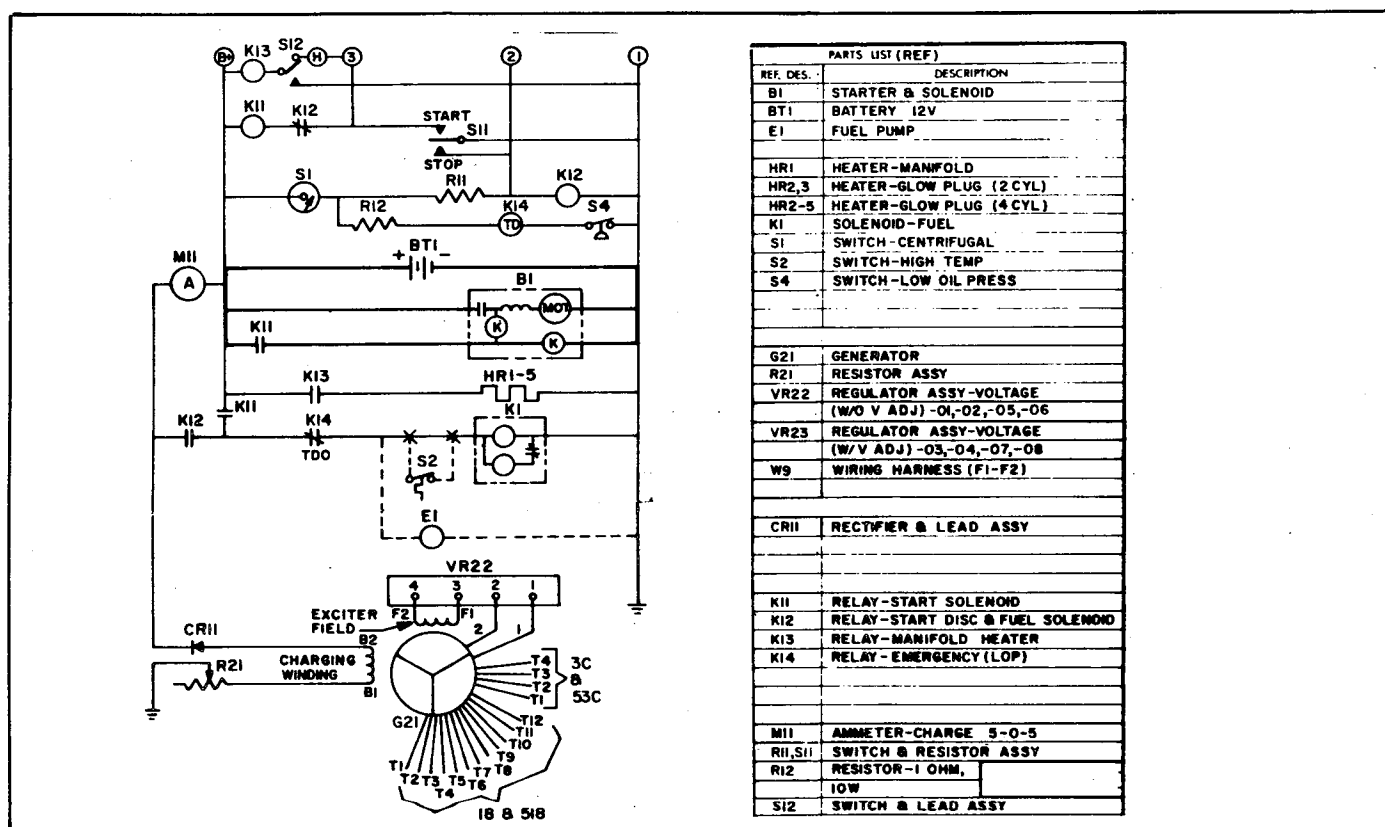 B+ K13 S12 H 3 2 1
K11 K12
START
S11
STOP
S1 R11 K12
R12 K14 S4
TD
BT1
+ -
M11
A
B1
MOT
K
K11 K
K13 HR1-5
K11 K1
K12 K14
TDO
S2
E1
VR22
4 3 2 1
EXCITER F2 F1
FIELD 2 1
CR11 B2
CHARGING
R21 WINDING
B1
T4
T3
T2
T1
3C
&
53C
G21
T12
T11
T10
T9
T8
T7
T6
T5
T4
T3
T2
T1
18 & 518
PARTS LIST (REF)
REF. DES. DESCRIPTION
B1 STARTER & SOLENOID
BT1 BATTERY 12V
E1 FUEL PUMP
HR1 HEATER-MANIFOLD
HR2,3 HEATER-GLOW PLUG (2 CYL)
HR2-5 HEATER-GLOW PLUG (4 CYL)
K1 SOLENOID-FUEL
S1 SWITCH-CENTRIFUGAL
S2 SWITCH-HIGH TEMP
S4 SWITCH-LOW OIL PRESS
G21 GENERATOR
R21 RESISTOR ASSY
VR22 REGULATOR ASSY-VOLTAGE
(W/O V ADJ) -01,-02,-05,-06
VR23 REGULATOR ASSY-VOLTAGE
(W/V ADJ) -03,-04,-07,-08
W9 WIRING HARNESS (F1-F2)
CR11 RECTIFIER & LEAD ASSY
K11 RELAY-START SOLENOID
K12 RELAY-START DISC & FUEL SOLENOID
K13 RELAY-MANIFOLD HEATER
K14 RELAY-EMERGENCY (LOP)
M11 AMMETER-CHARGE 5-0-5
R11,S11 SWITCH & RESISTOR ASSY
R12 RESISTOR-1 OHM,
10W
S12 SWITCH & LEAD ASSY